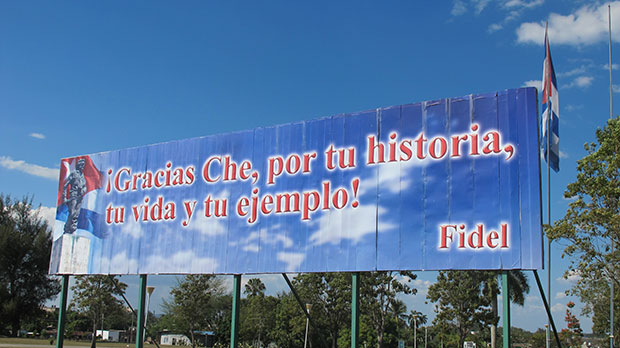 ¡Gracias Che, por tu historia,
tu vida y tu ejemplo!
Fidel